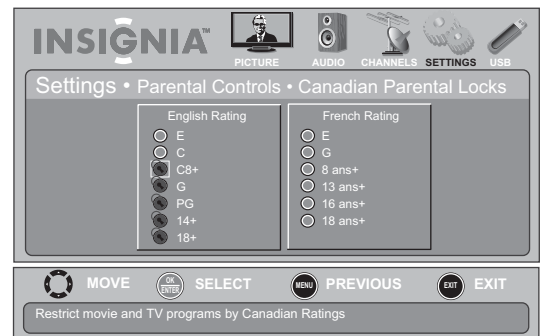 INSIGNIA™
PICTURE AUDIO CHANNELS SETTINGS USB
Settings • Parental Controls • Canadian Parental Locks
English Rating
E
C
C8+
G
PG
14+
18+
French Rating
E
G
8 ans+
13 ans+
16 ans+
18 ans+
MOVE OK ENTER SELECT MENU PREVIOUS EXIT EXIT
Restrict movie and TV programs by Canadian Ratings